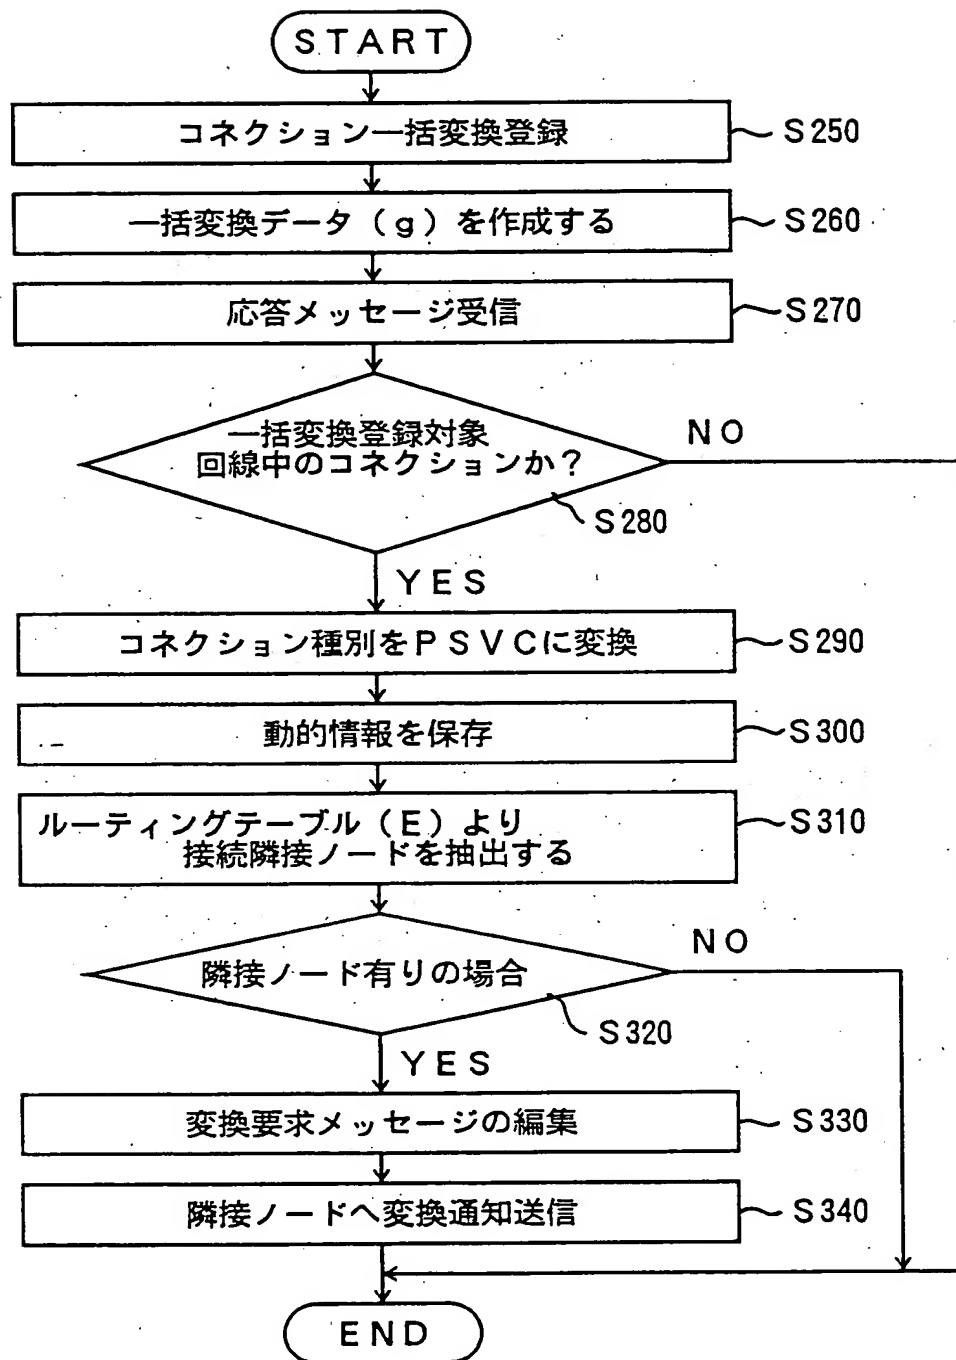 START
コネクション一括変換登録
S250
一括変換データ(g)を作成する
S260
応答メッセージ受信
S270
一括変換登録対象
回線中のコネクションか?
NO
S280
YES
コネクション種別をPSVCに変換
S290
動的情報を保存
S300
ルーティングテーブル(E)より
接続隣接ノードを抽出する
S310
隣接ノード有りの場合
NO
S320
YES
変換要求メッセージの編集
S330
隣接ノードへ変換通知送信
S340
END